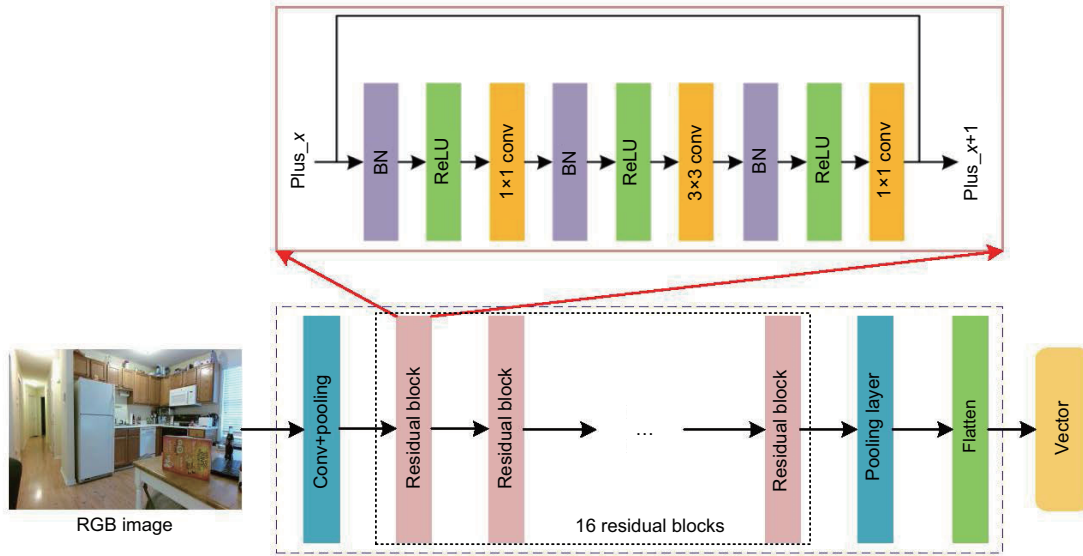 Plus_x
BN
ReLU
1×1 conv
BN
ReLU
3×3 conv
BN
ReLU
1×1 conv
Plus_x+1
RGB image
Conv+pooling
Residual block
Residual block
...
Residual block
16 residual blocks
Pooling layer
Flatten
Vector